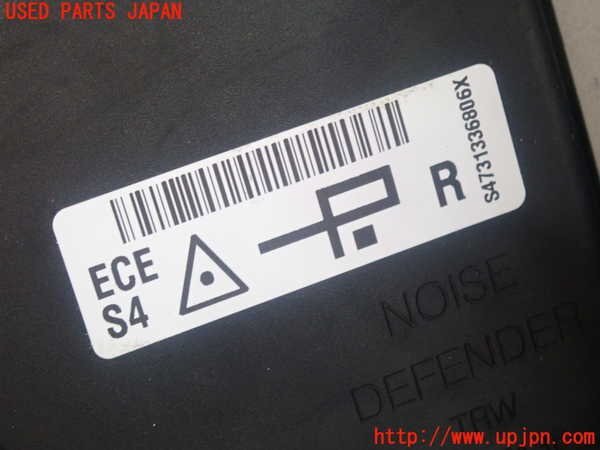 USED PARTS JAPAN
S4731336806X
R
ECE
S4
NOISE
DEFENDER
TRW
http://www.upjpn.com/